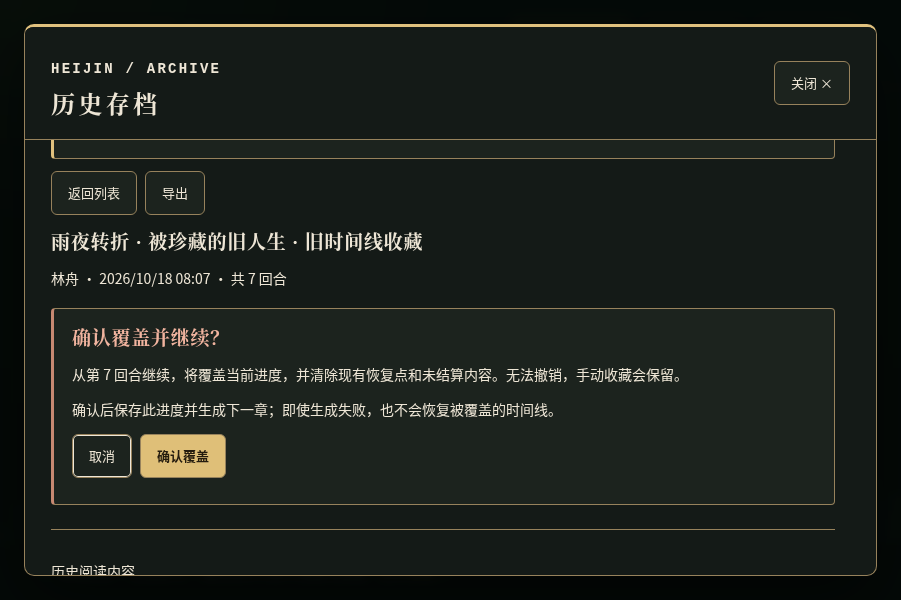 HEIJIN / ARCHIVE
历史存档
关闭 ×
返回列表
导出
雨夜转折 · 被珍藏的旧人生 · 旧时间线收藏
林舟 · 2026/10/18 08:07 · 共 7 回合
确认覆盖并继续？
从第 7 回合继续，将覆盖当前进度，并清除现有恢复点和未结算内容。无法撤销，手动收藏会保留。
确认后保存此进度并生成下一章；即使生成失败，也不会恢复被覆盖的时间线。
取消
确认覆盖
历史阅读内容